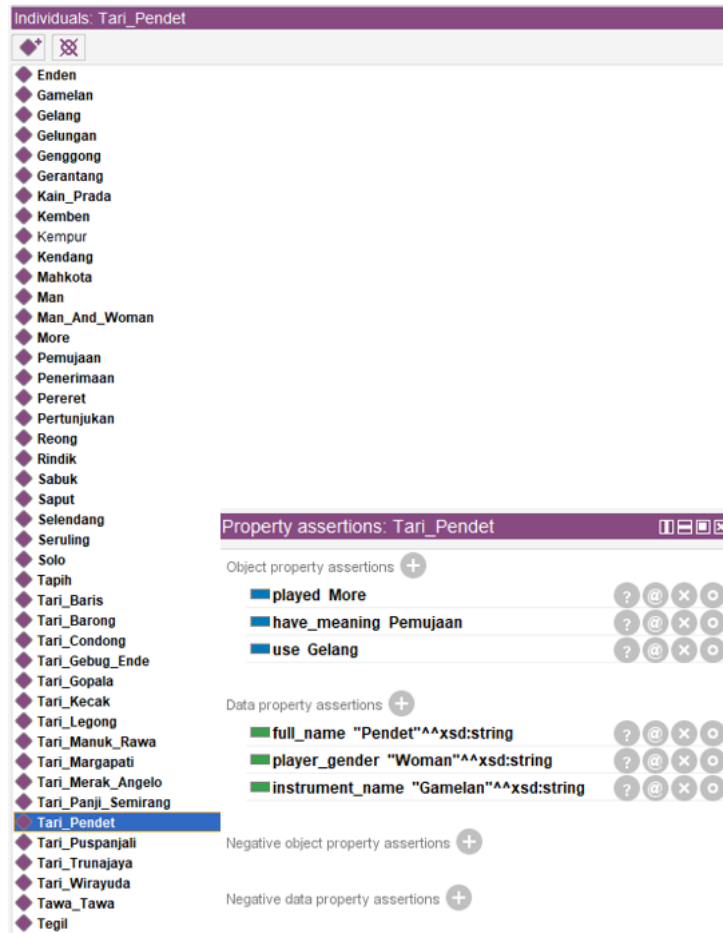 Individuals: Tari_Pendet
Enden
Gamelan
Gelang
Gelungan
Genggong
Gerantang
Kain_Prada
Kemben
Kempur
Kendang
Mahkota
Man
Man_And_Woman
More
Pemujaan
Penerimaan
Pereret
Pertunjukan
Reong
Rindik
Sabuk
Saput
Selendang
Seruling
Solo
Tapih
Tari_Baris
Tari_Barong
Tari_Condong
Tari_Gebug_Ende
Tari_Gopala
Tari_Kecak
Tari_Legong
Tari_Manuk_Rawa
Tari_Margapati
Tari_Merak_Angelo
Tari_Panji_Semirang
Tari_Pendet
Tari_Puspanjali
Tari_Trunajaya
Tari_Wirayuda
Tawa_Tawa
Tegil
Property assertions: Tari_Pendet
Object property assertions
played More
have_meaning Pemujaan
use Gelang
Data property assertions
full_name "Pendet"^^xsd:string
player_gender "Woman"^^xsd:string
instrument_name "Gamelan"^^xsd:string
Negative object property assertions
Negative data property assertions